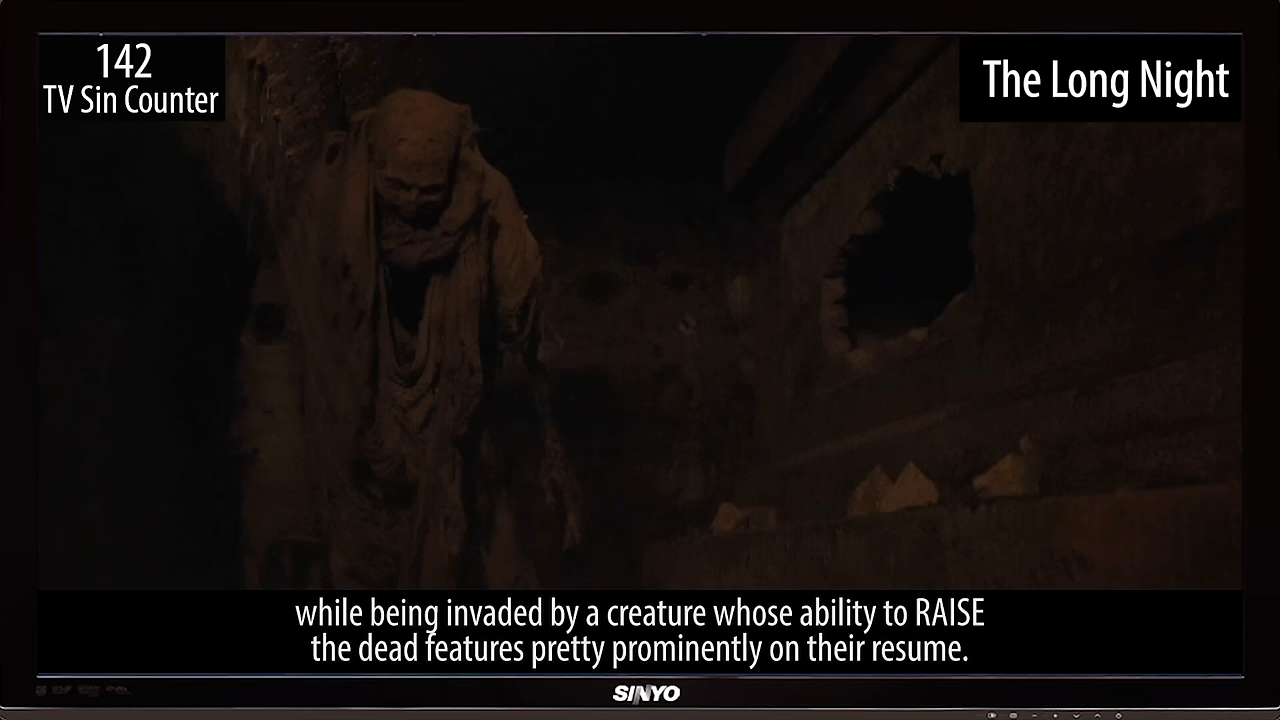 142
TV Sin Counter
The Long Night
while being invaded by a creature whose ability to RAISE
the dead features pretty prominently on their resume.
SINYO